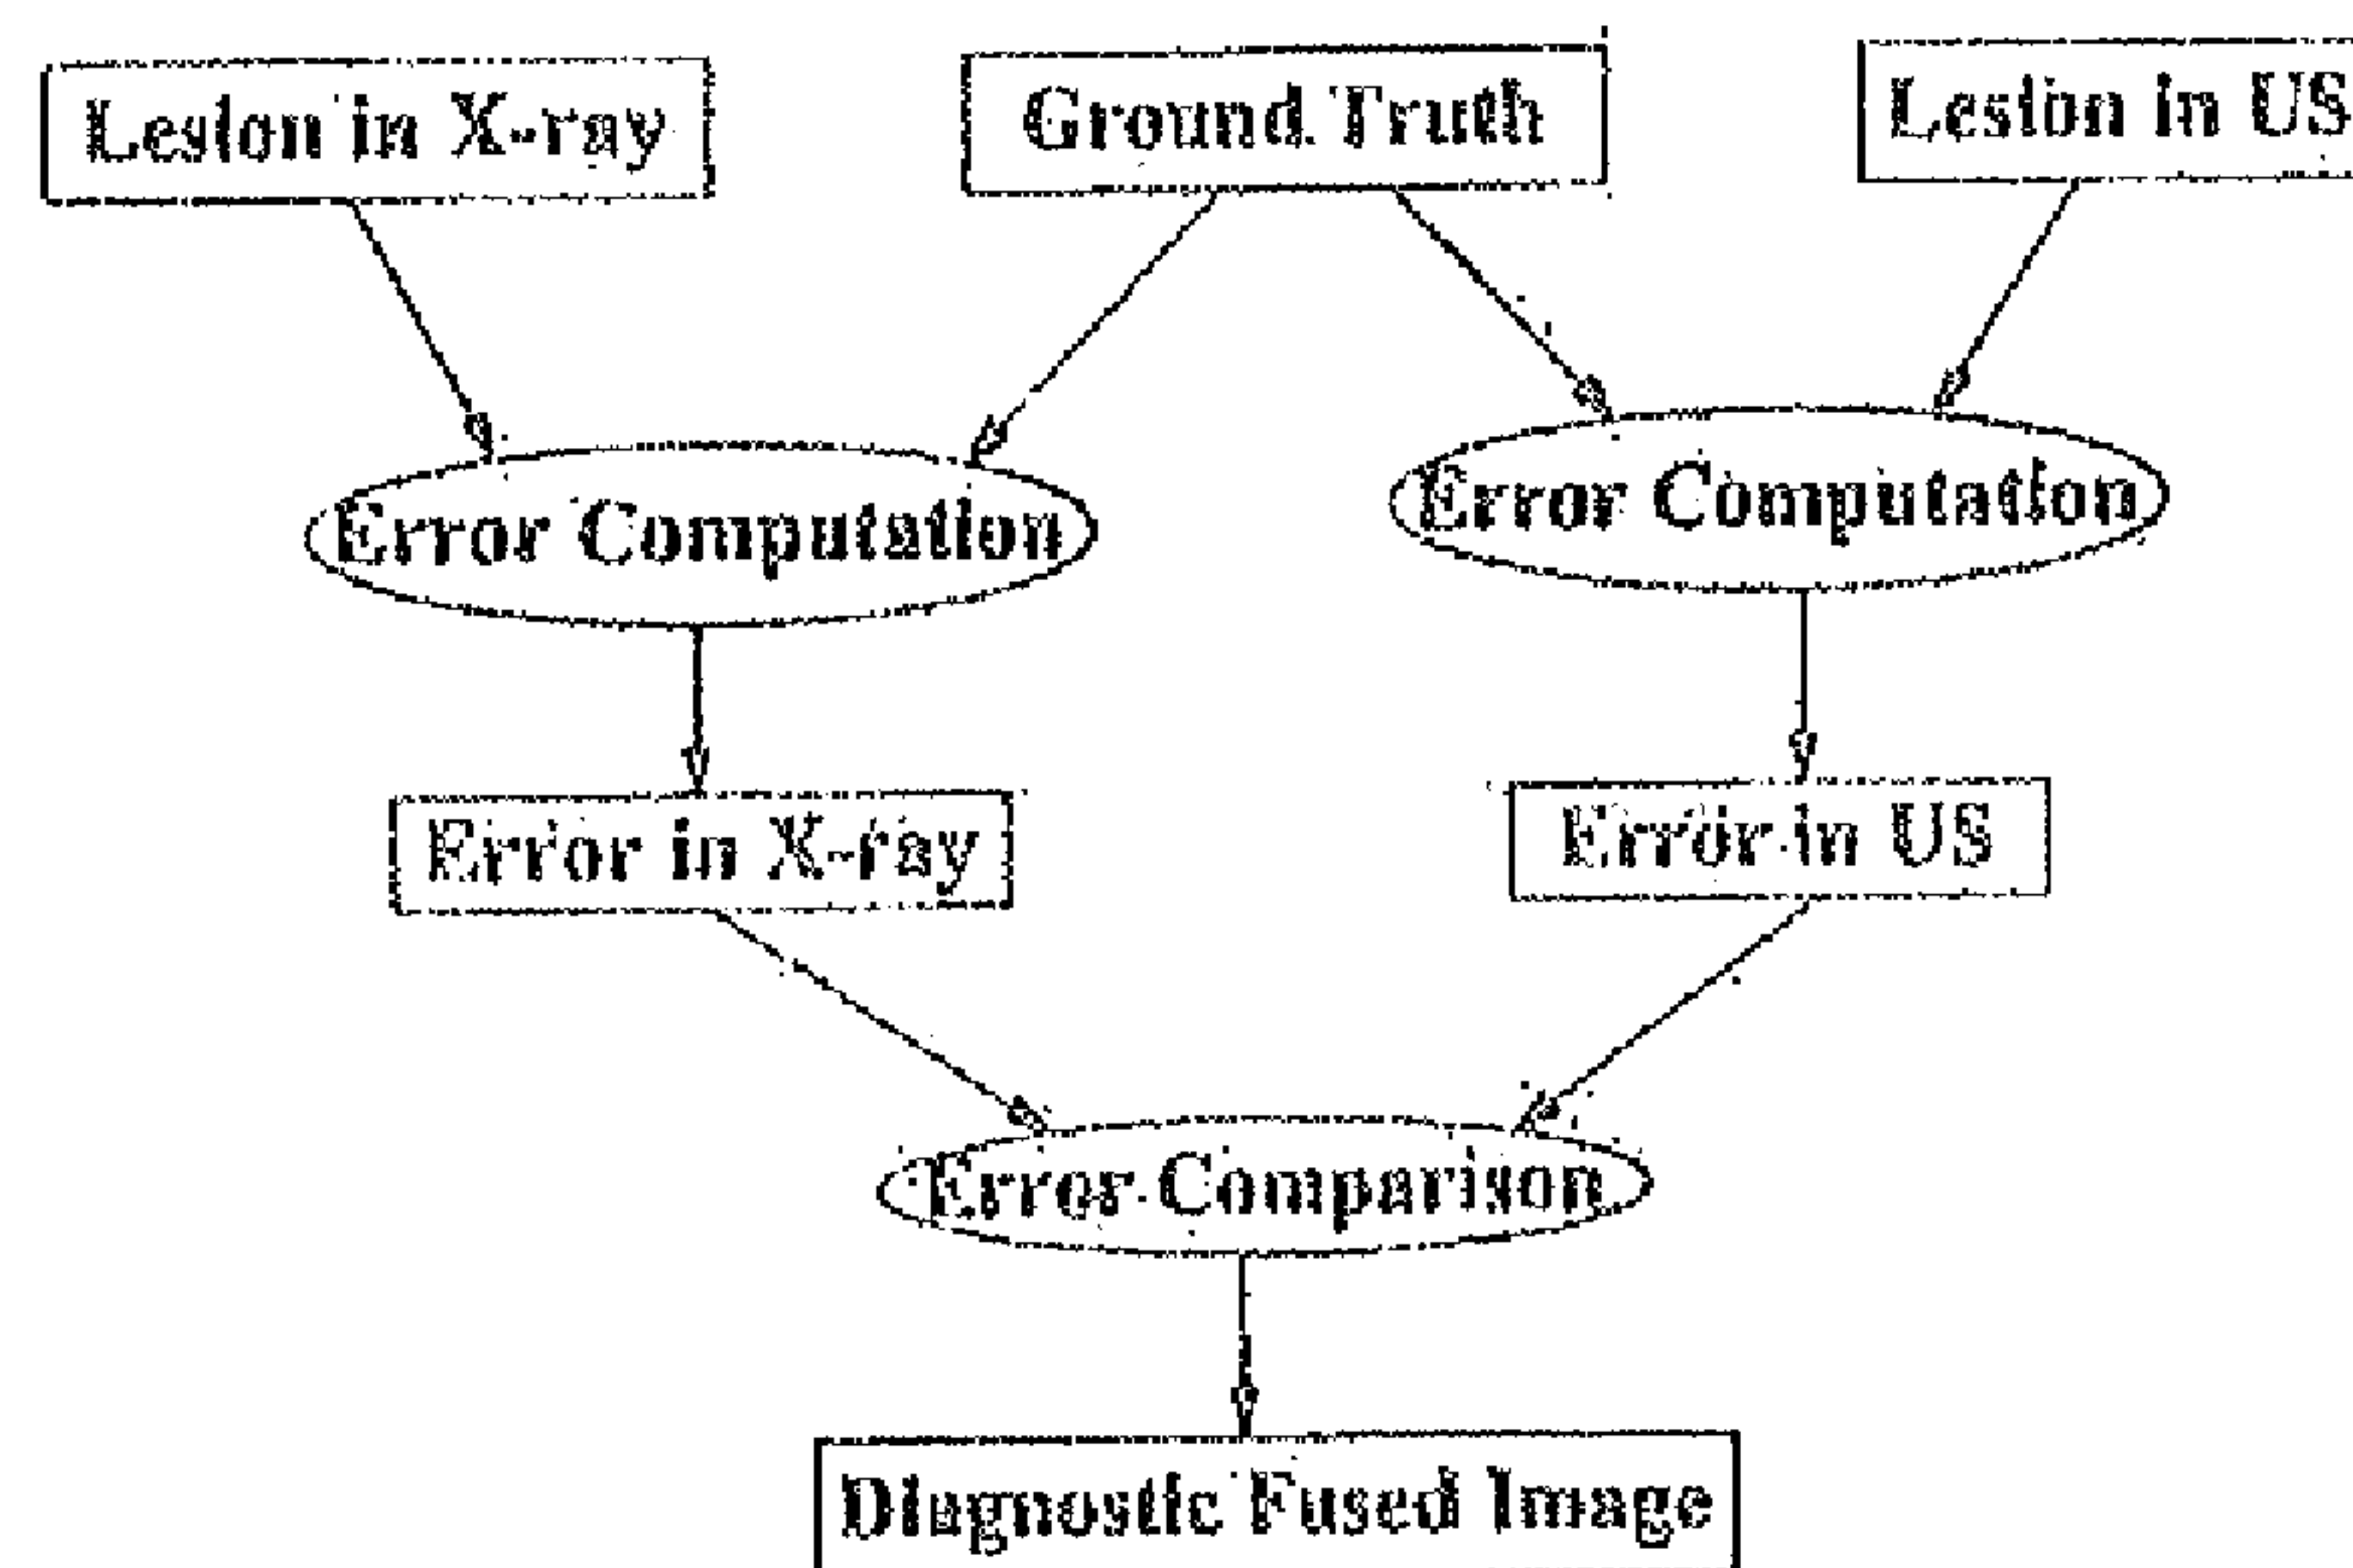 Lesion in X-ray
Ground Truth
Lesion in US
Error Computation
Error Computation
Error in X-ray
Error in US
Error Comparison
Diagnostic Fused Image